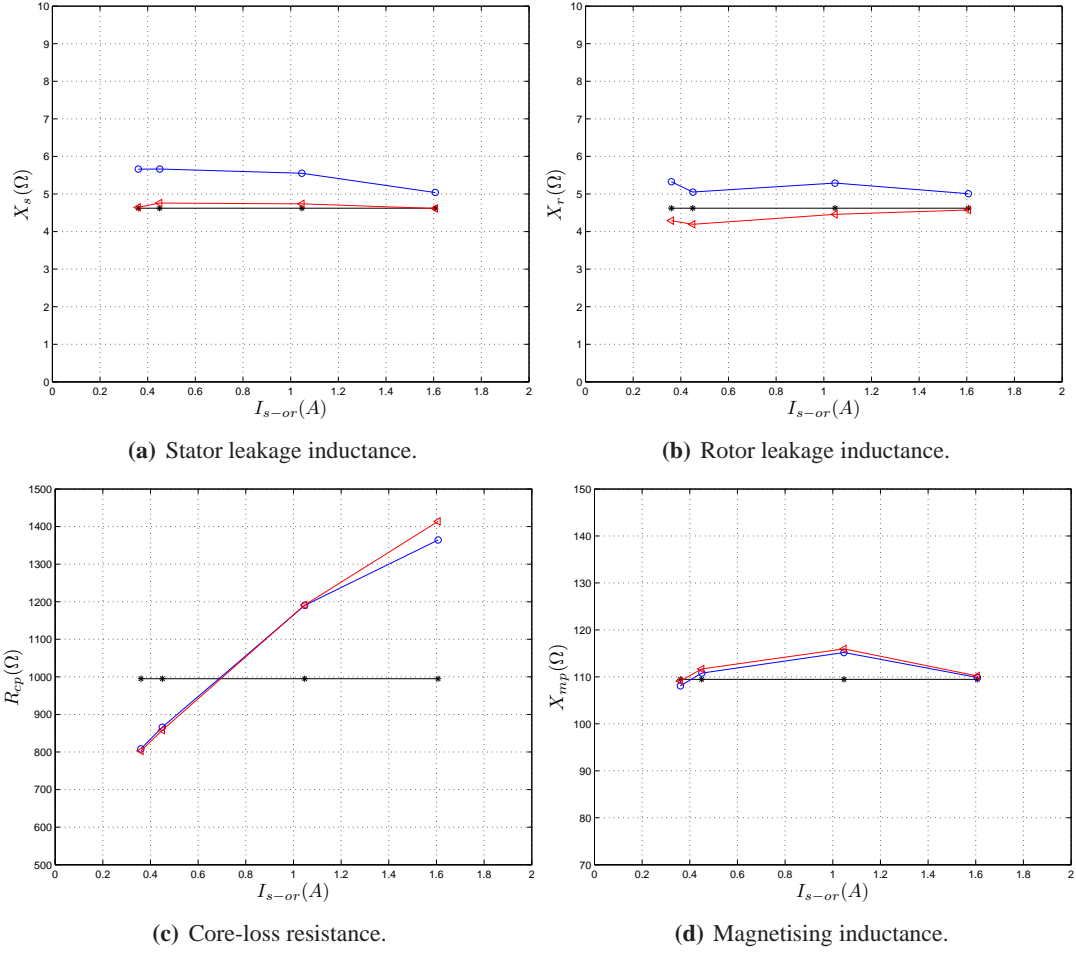 10
9
8
7
6
5
4
3
2
1
0
X_s(Ω)
0 0.2 0.4 0.6 0.8 1 1.2 1.4 1.6 1.8 2
I_{s-or}(A)
(a) Stator leakage inductance.
10
9
8
7
6
5
4
3
2
1
0
X_r(Ω)
0 0.2 0.4 0.6 0.8 1 1.2 1.4 1.6 1.8 2
I_{s-or}(A)
(b) Rotor leakage inductance.
1500
1400
1300
1200
1100
1000
900
800
700
600
500
R_{cp}(Ω)
0 0.2 0.4 0.6 0.8 1 1.2 1.4 1.6 1.8 2
I_{s-or}(A)
(c) Core-loss resistance.
150
140
130
120
110
100
90
80
70
X_{mp}(Ω)
0 0.2 0.4 0.6 0.8 1 1.2 1.4 1.6 1.8 2
I_{s-or}(A)
(d) Magnetising inductance.